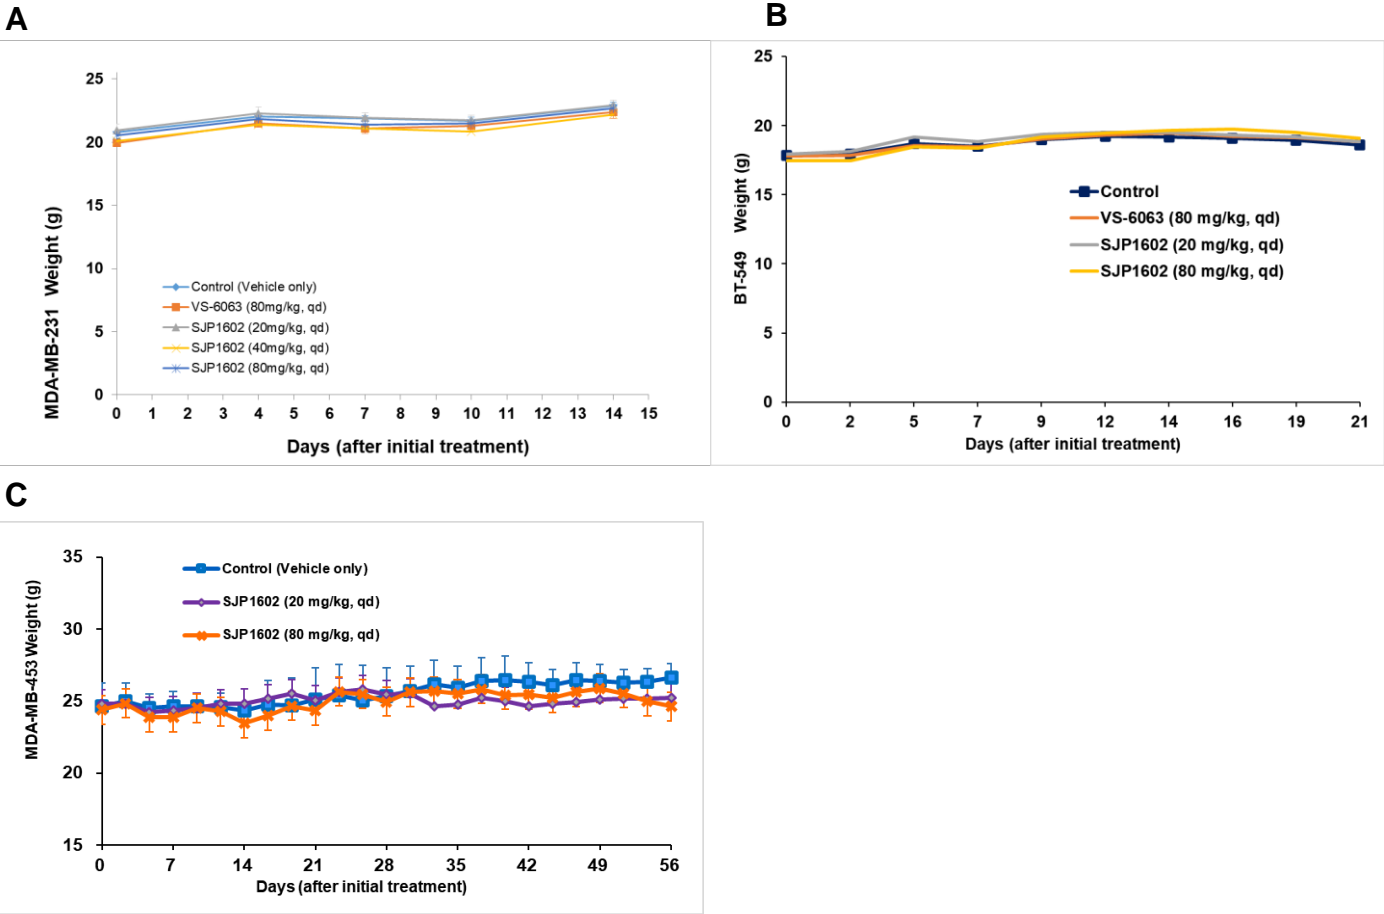 A
25
20
15
10
5
0
MDA-MB-231 Weight (g)
Control (Vehicle only)
VS-6063 (80mg/kg, qd)
SJP1602 (20mg/kg, qd)
SJP1602 (40mg/kg, qd)
SJP1602 (80mg/kg, qd)
0 1 2 3 4 5 6 7 8 9 10 11 12 13 14 15
Days (after initial treatment)
B
25
20
15
10
5
0
BT-549 Weight (g)
Control
VS-6063 (80 mg/kg, qd)
SJP1602 (20 mg/kg, qd)
SJP1602 (80 mg/kg, qd)
0 2 5 7 9 12 14 16 19 21
Days (after initial treatment)
C
35
30
25
20
15
MDA-MB-453 Weight (g)
Control (Vehicle only)
SJP1602 (20 mg/kg, qd)
SJP1602 (80 mg/kg, qd)
0 7 14 21 28 35 42 49 56
Days (after initial treatment)